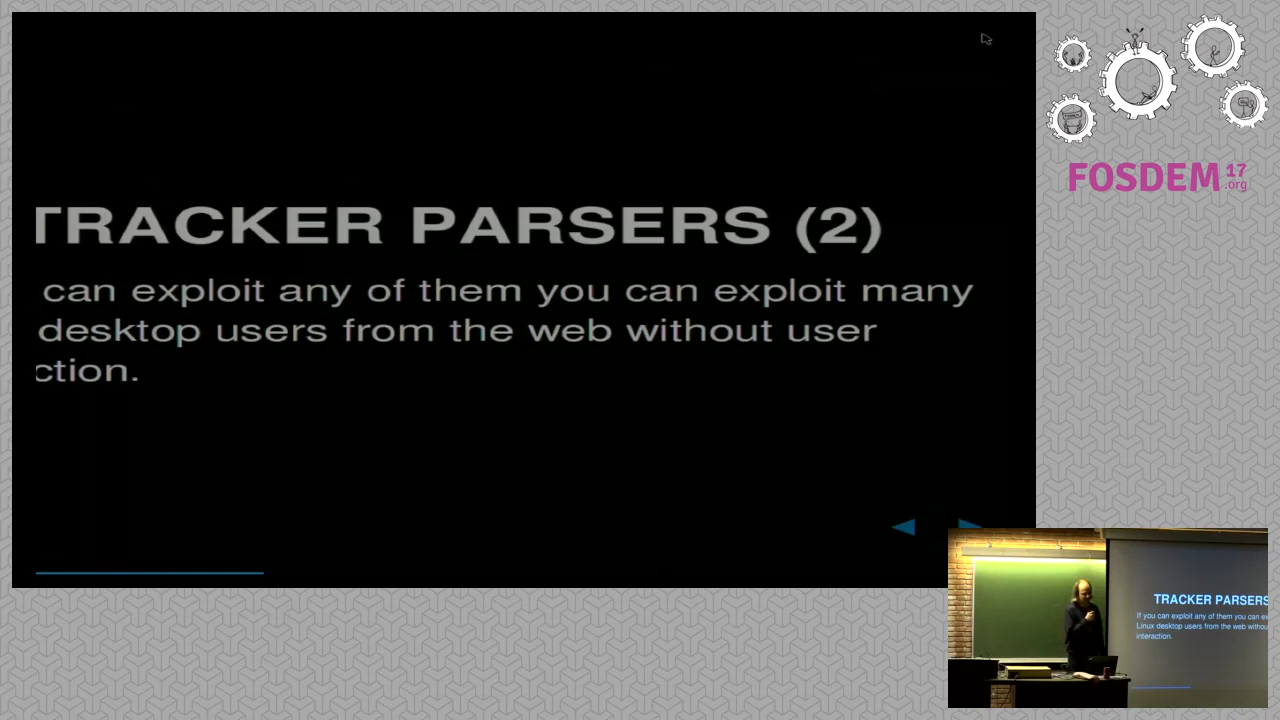 TRACKER PARSERS (2)
can exploit any of them you can exploit many
desktop users from the web without user
ction.
FOSDEM 17
.org
TRACKER PARSERS
If you can exploit any of them you can ex
Linux desktop users from the web withou
interaction.